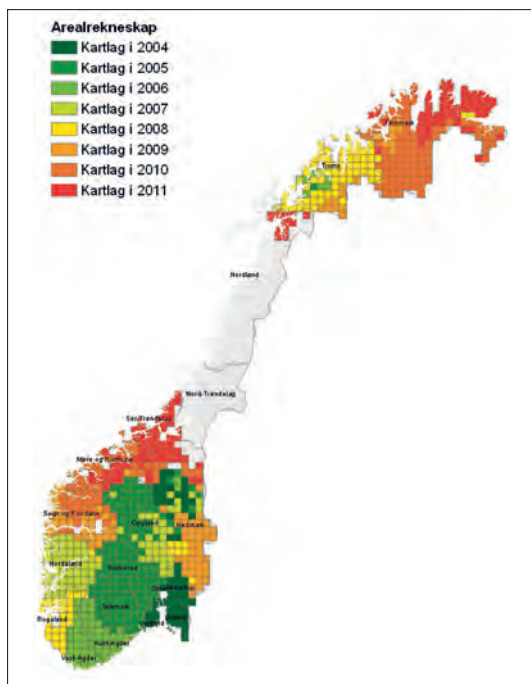 Arealrekneskap
Kartlag i 2004
Kartlag i 2005
Kartlag i 2006
Kartlag i 2007
Kartlag i 2008
Kartlag i 2009
Kartlag i 2010
Kartlag i 2011
Finnmark
Troms
Nordland
Nord-Trøndelag
Sør-Trøndelag
Møre og Romsdal
Sogn og Fjordane
Oppland
Hedmark
Hordaland
Buskerud
Telemark
Rogaland
Vestfold
Østfold
Aust-Agder
Vest-Agder